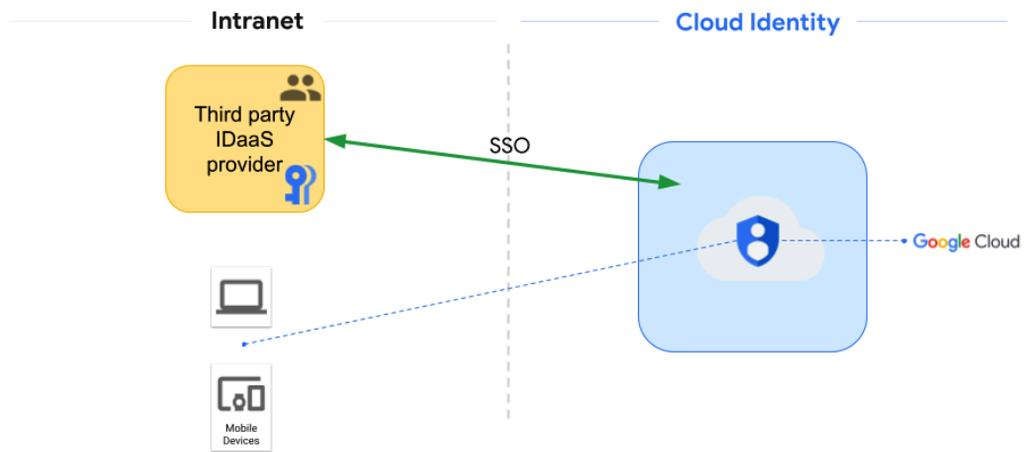 Intranet
Cloud Identity
Third party
IDaaS
provider
SSO
Google Cloud
Mobile
Devices